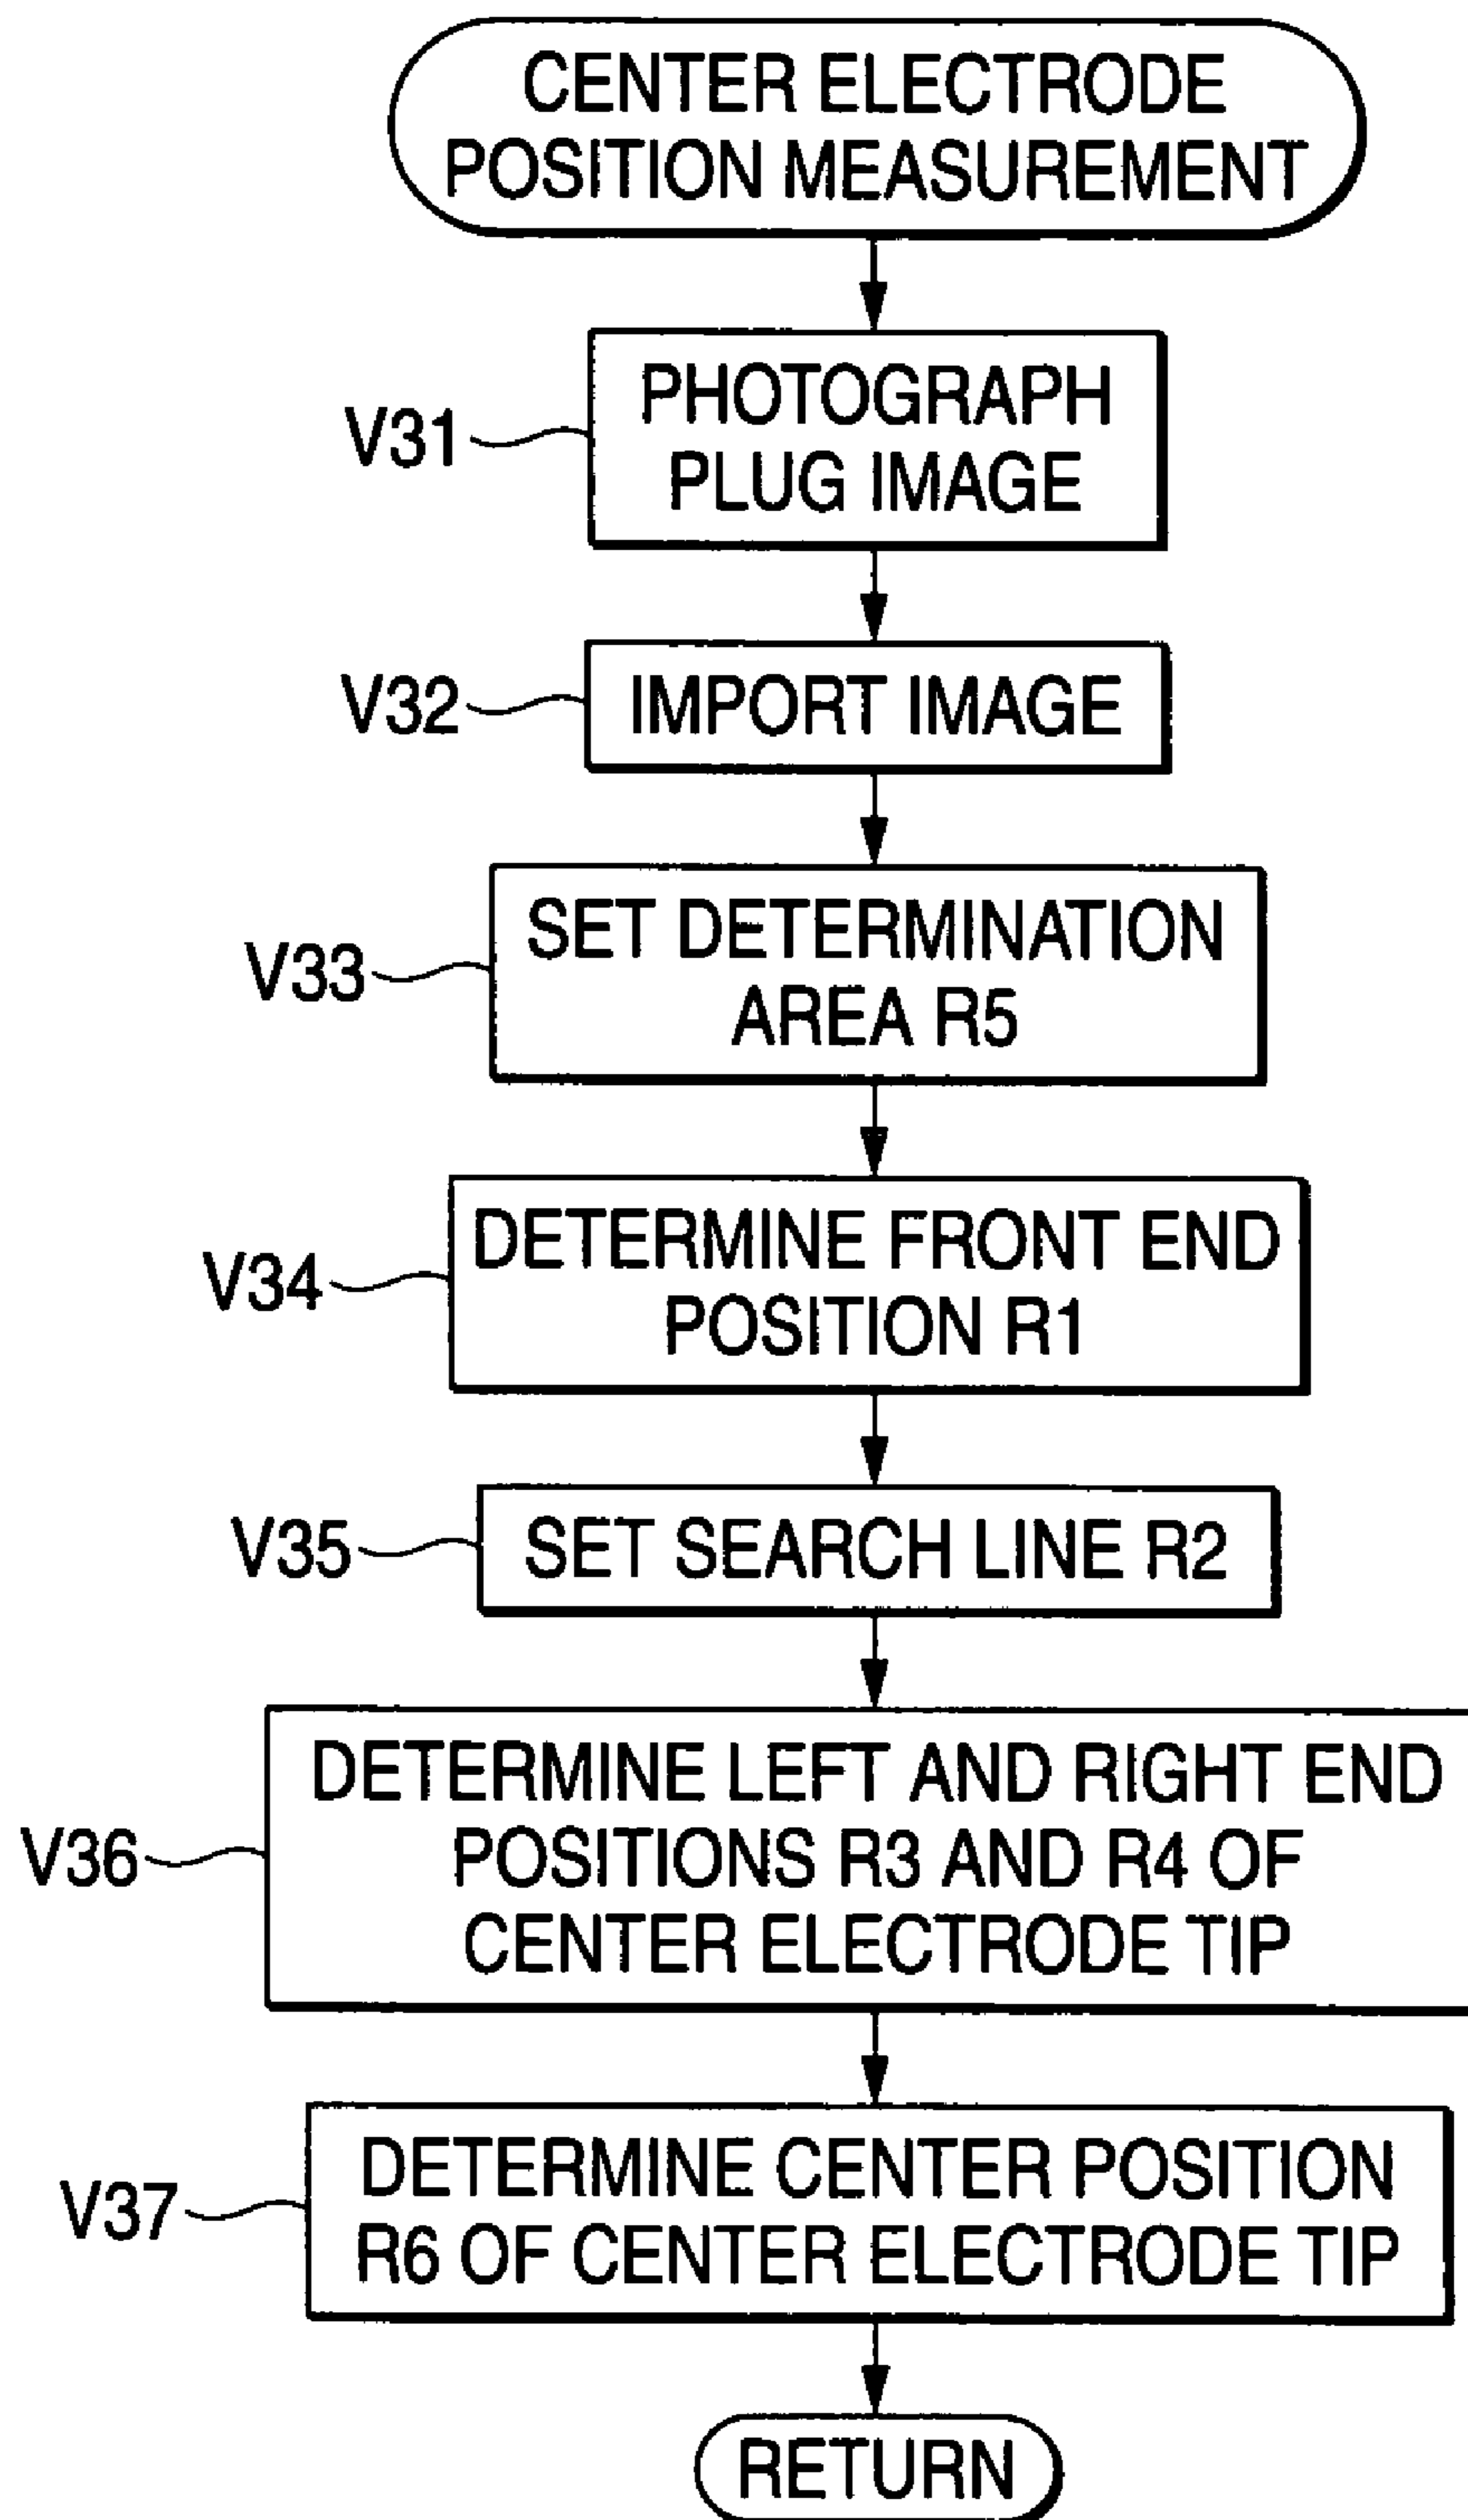 CENTER ELECTRODE
POSITION MEASUREMENT
PHOTOGRAPH
PLUG IMAGE
V31
IMPORT IMAGE
V32
SET DETERMINATION
AREA R5
V33
DETERMINE FRONT END
POSITION R1
V34
SET SEARCH LINE R2
V35
DETERMINE LEFT AND RIGHT END
POSITIONS R3 AND R4 OF
CENTER ELECTRODE TIP
V36
DETERMINE CENTER POSITION
R6 OF CENTER ELECTRODE TIP
V37
RETURN